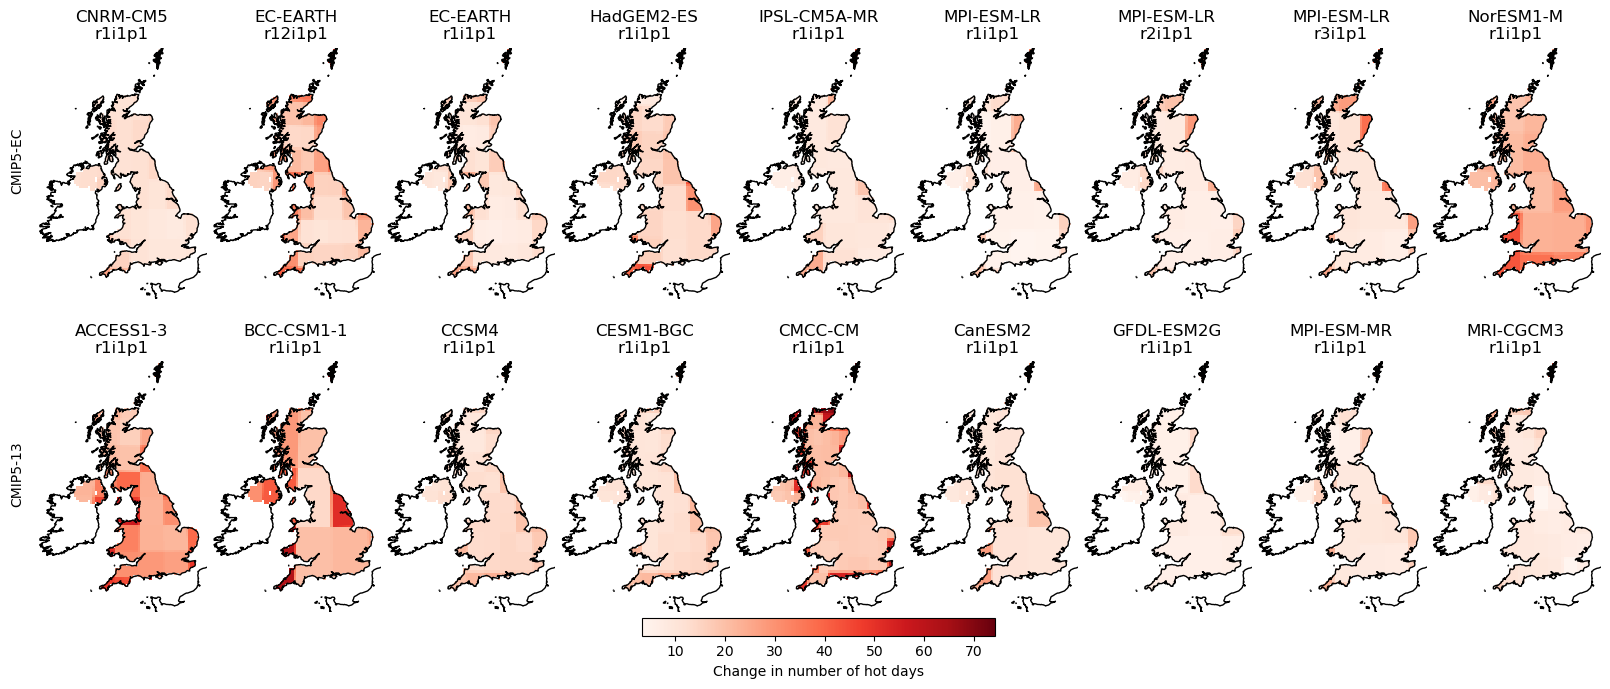 CNRM-CM5 EC-EARTH EC-EARTH HadGEM2-ES IPSL-CM5A-MR MPI-ESM-LR MPI-ESM-LR MPI-ESM-LR NorESM1-M
r1i1p1 r12i1p1 r1i1p1 r1i1p1 r1i1p1 r1i1p1 r2i1p1 r3i1p1 r1i1p1
CMIP5-EC
ACCESS1-3 BCC-CSM1-1 CCSM4 CESM1-BGC CMCC-CM CanESM2 GFDL-ESM2G MPI-ESM-MR MRI-CGCM3
r1i1p1 r1i1p1 r1i1p1 r1i1p1 r1i1p1 r1i1p1 r1i1p1 r1i1p1 r1i1p1
CMIP5-13
10 20 30 40 50 60 70
Change in number of hot days